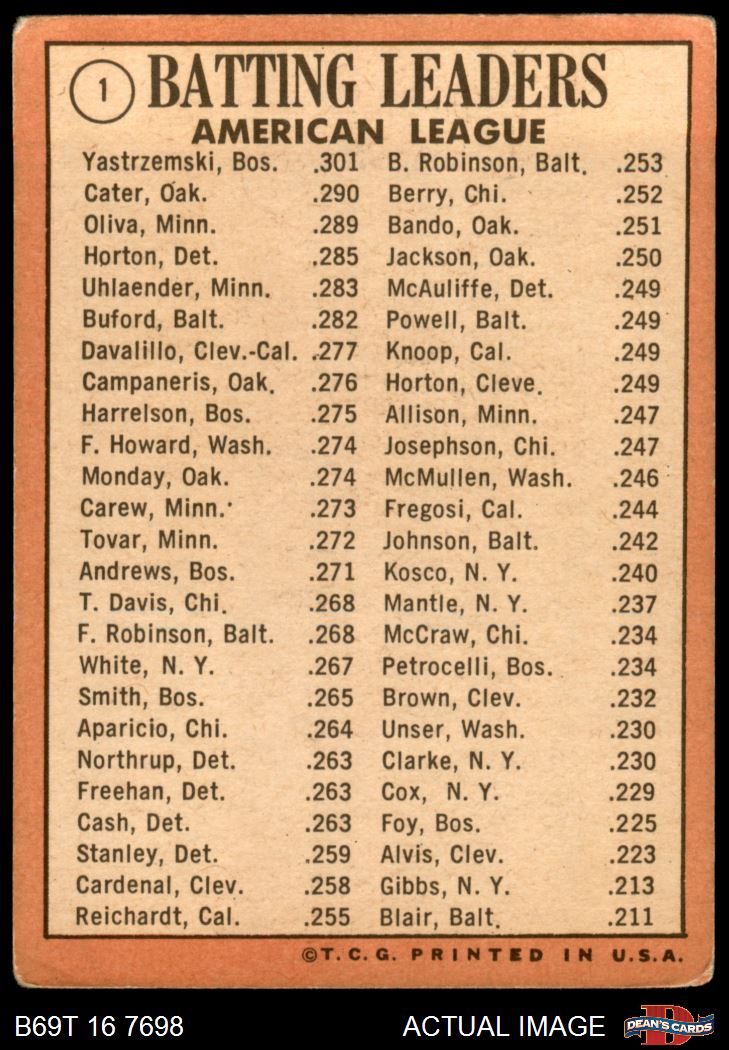 1 BATTING LEADERS
AMERICAN LEAGUE
Yastrzemski, Bos. .301 B. Robinson, Balt. .253
Cater, Oak. .290 Berry, Chi. .252
Oliva, Minn. .289 Bando, Oak. .251
Horton, Det. .285 Jackson, Oak. .250
Uhlaender, Minn. .283 McAuliffe, Det. .249
Buford, Balt. .282 Powell, Balt. .249
Davalillo, Clev.-Cal. .277 Knoop, Cal. .249
Campaneris, Oak. .276 Horton, Cleve. .249
Harrelson, Bos. .275 Allison, Minn. .247
F. Howard, Wash. .274 Josephson, Chi. .247
Monday, Oak. .274 McMullen, Wash. .246
Carew, Minn. .273 Fregosi, Cal. .244
Tovar, Minn. .272 Johnson, Balt. .242
Andrews, Bos. .271 Kosco, N. Y. .240
T. Davis, Chi. .268 Mantle, N. Y. .237
F. Robinson, Balt. .268 McCraw, Chi. .234
White, N. Y. .267 Petrocelli, Bos. .234
Smith, Bos. .265 Brown, Clev. .232
Aparicio, Chi. .264 Unser, Wash. .230
Northrup, Det. .263 Clarke, N. Y. .230
Freehan, Det. .263 Cox, N. Y. .229
Cash, Det. .263 Foy, Bos. .225
Stanley, Det. .259 Alvis, Clev. .223
Cardenal, Clev. .258 Gibbs, N. Y. .213
Reichardt, Cal. .255 Blair, Balt. .211
©T.C.G. PRINTED IN U.S.A.
B69T 16 7698 ACTUAL IMAGE D DEAN'S CARDS